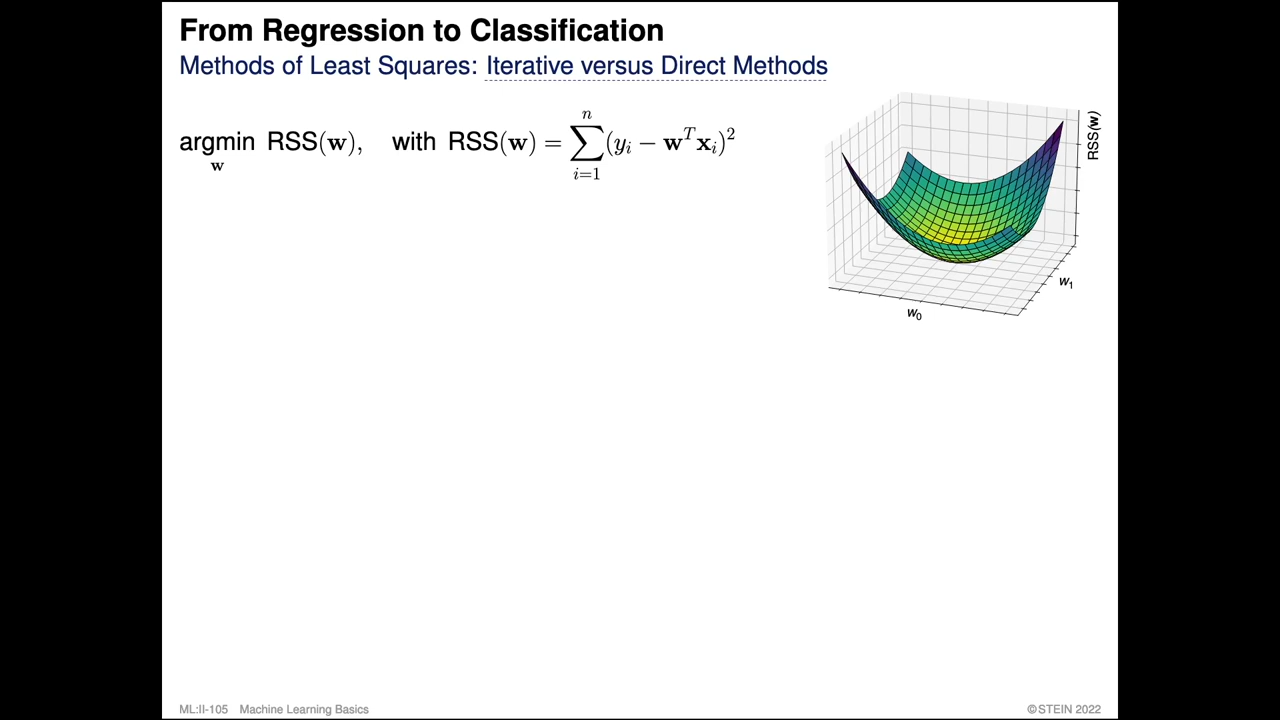 From Regression to Classification
Methods of Least Squares: Iterative versus Direct Methods
argmin_w RSS(w), with RSS(w) = ∑_{i=1}^{n} (y_i − w^T x_i)^2
RSS(w)
w_1
w_0
ML:II-105 Machine Learning Basics
©STEIN 2022